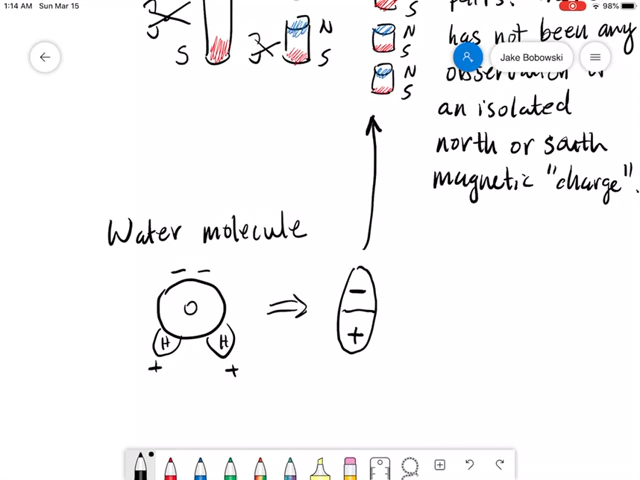 1:14 AM Sun Mar 15
98%
parts.
has not been any
Jake Bobowski
observation
an isolated
north or south
magnetic "charge".
S
N
S
S
N
S
N
S
Water molecule
− −
O
H H
+ +
⇒
−
+